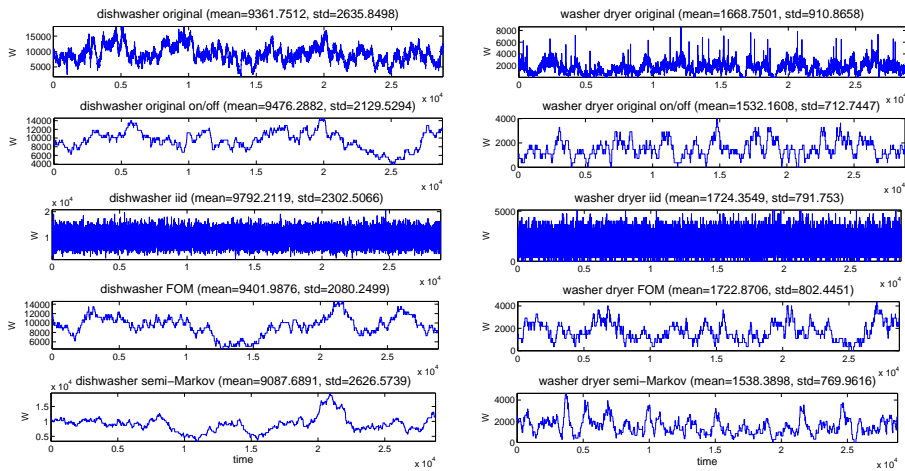 dishwasher original (mean=9361.7512, std=2635.8498)
15000
10000
5000
W
0 0.5 1 1.5 2 2.5
x 10^4
dishwasher original on/off (mean=9476.2882, std=2129.5294)
14000
12000
10000
8000
6000
4000
W
0 0.5 1 1.5 2 2.5
x 10^4
dishwasher iid (mean=9792.2119, std=2302.5066)
x 10^4
2
1
W
0 0.5 1 1.5 2 2.5
x 10^4
dishwasher FOM (mean=9401.9876, std=2080.2499)
14000
12000
10000
8000
6000
W
0 0.5 1 1.5 2 2.5
x 10^4
dishwasher semi-Markov (mean=9087.6891, std=2626.5739)
x 10^4
1.5
1
0.5
W
0 0.5 1 1.5 2 2.5
time
x 10^4
washer dryer original (mean=1668.7501, std=910.8658)
8000
6000
4000
2000
0
W
0 0.5 1 1.5 2 2.5
x 10^4
washer dryer original on/off (mean=1532.1608, std=712.7447)
4000
2000
0
W
0 0.5 1 1.5 2 2.5
x 10^4
washer dryer iid (mean=1724.3549, std=791.753)
5000
0
W
0 0.5 1 1.5 2 2.5
x 10^4
washer dryer FOM (mean=1722.8706, std=802.4451)
4000
2000
0
W
0 0.5 1 1.5 2 2.5
x 10^4
washer dryer semi-Markov (mean=1538.3898, std=769.9616)
4000
2000
0
W
0 0.5 1 1.5 2 2.5
time
x 10^4